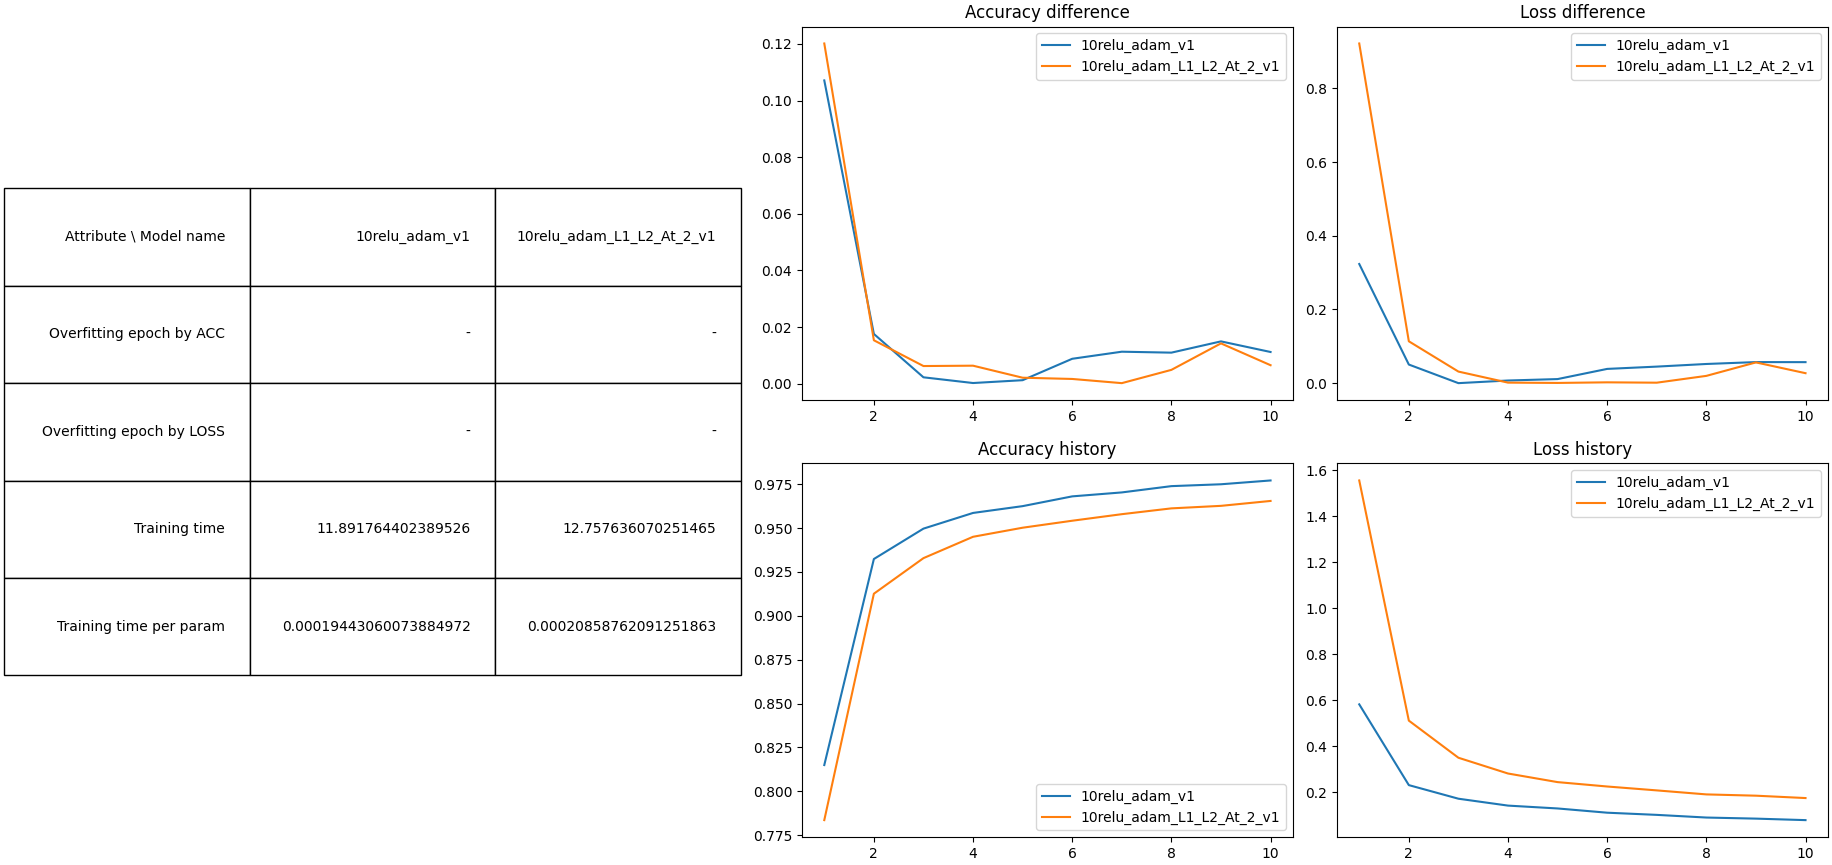 Attribute \ Model name 10relu_adam_v1 10relu_adam_L1_L2_At_2_v1
Overfitting epoch by ACC - -
Overfitting epoch by LOSS - -
Training time 11.891764402389526 12.757636070251465
Training time per param 0.00019443060073884972 0.00020858762091251863
Accuracy difference
10relu_adam_v1
10relu_adam_L1_L2_At_2_v1
0.12
0.10
0.08
0.06
0.04
0.02
0.00
2 4 6 8 10
Loss difference
10relu_adam_v1
10relu_adam_L1_L2_At_2_v1
0.8
0.6
0.4
0.2
0.0
2 4 6 8 10
Accuracy history
0.975
0.950
0.925
0.900
0.875
0.850
0.825
0.800
0.775
10relu_adam_v1
10relu_adam_L1_L2_At_2_v1
2 4 6 8 10
Loss history
10relu_adam_v1
10relu_adam_L1_L2_At_2_v1
1.6
1.4
1.2
1.0
0.8
0.6
0.4
0.2
2 4 6 8 10